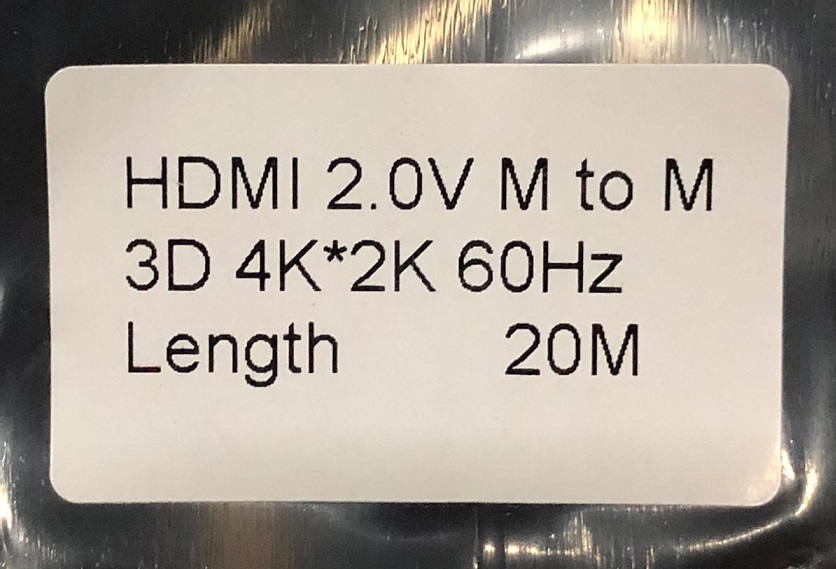 HDMI 2.0V M to M
3D 4K*2K 60Hz
Length 20M